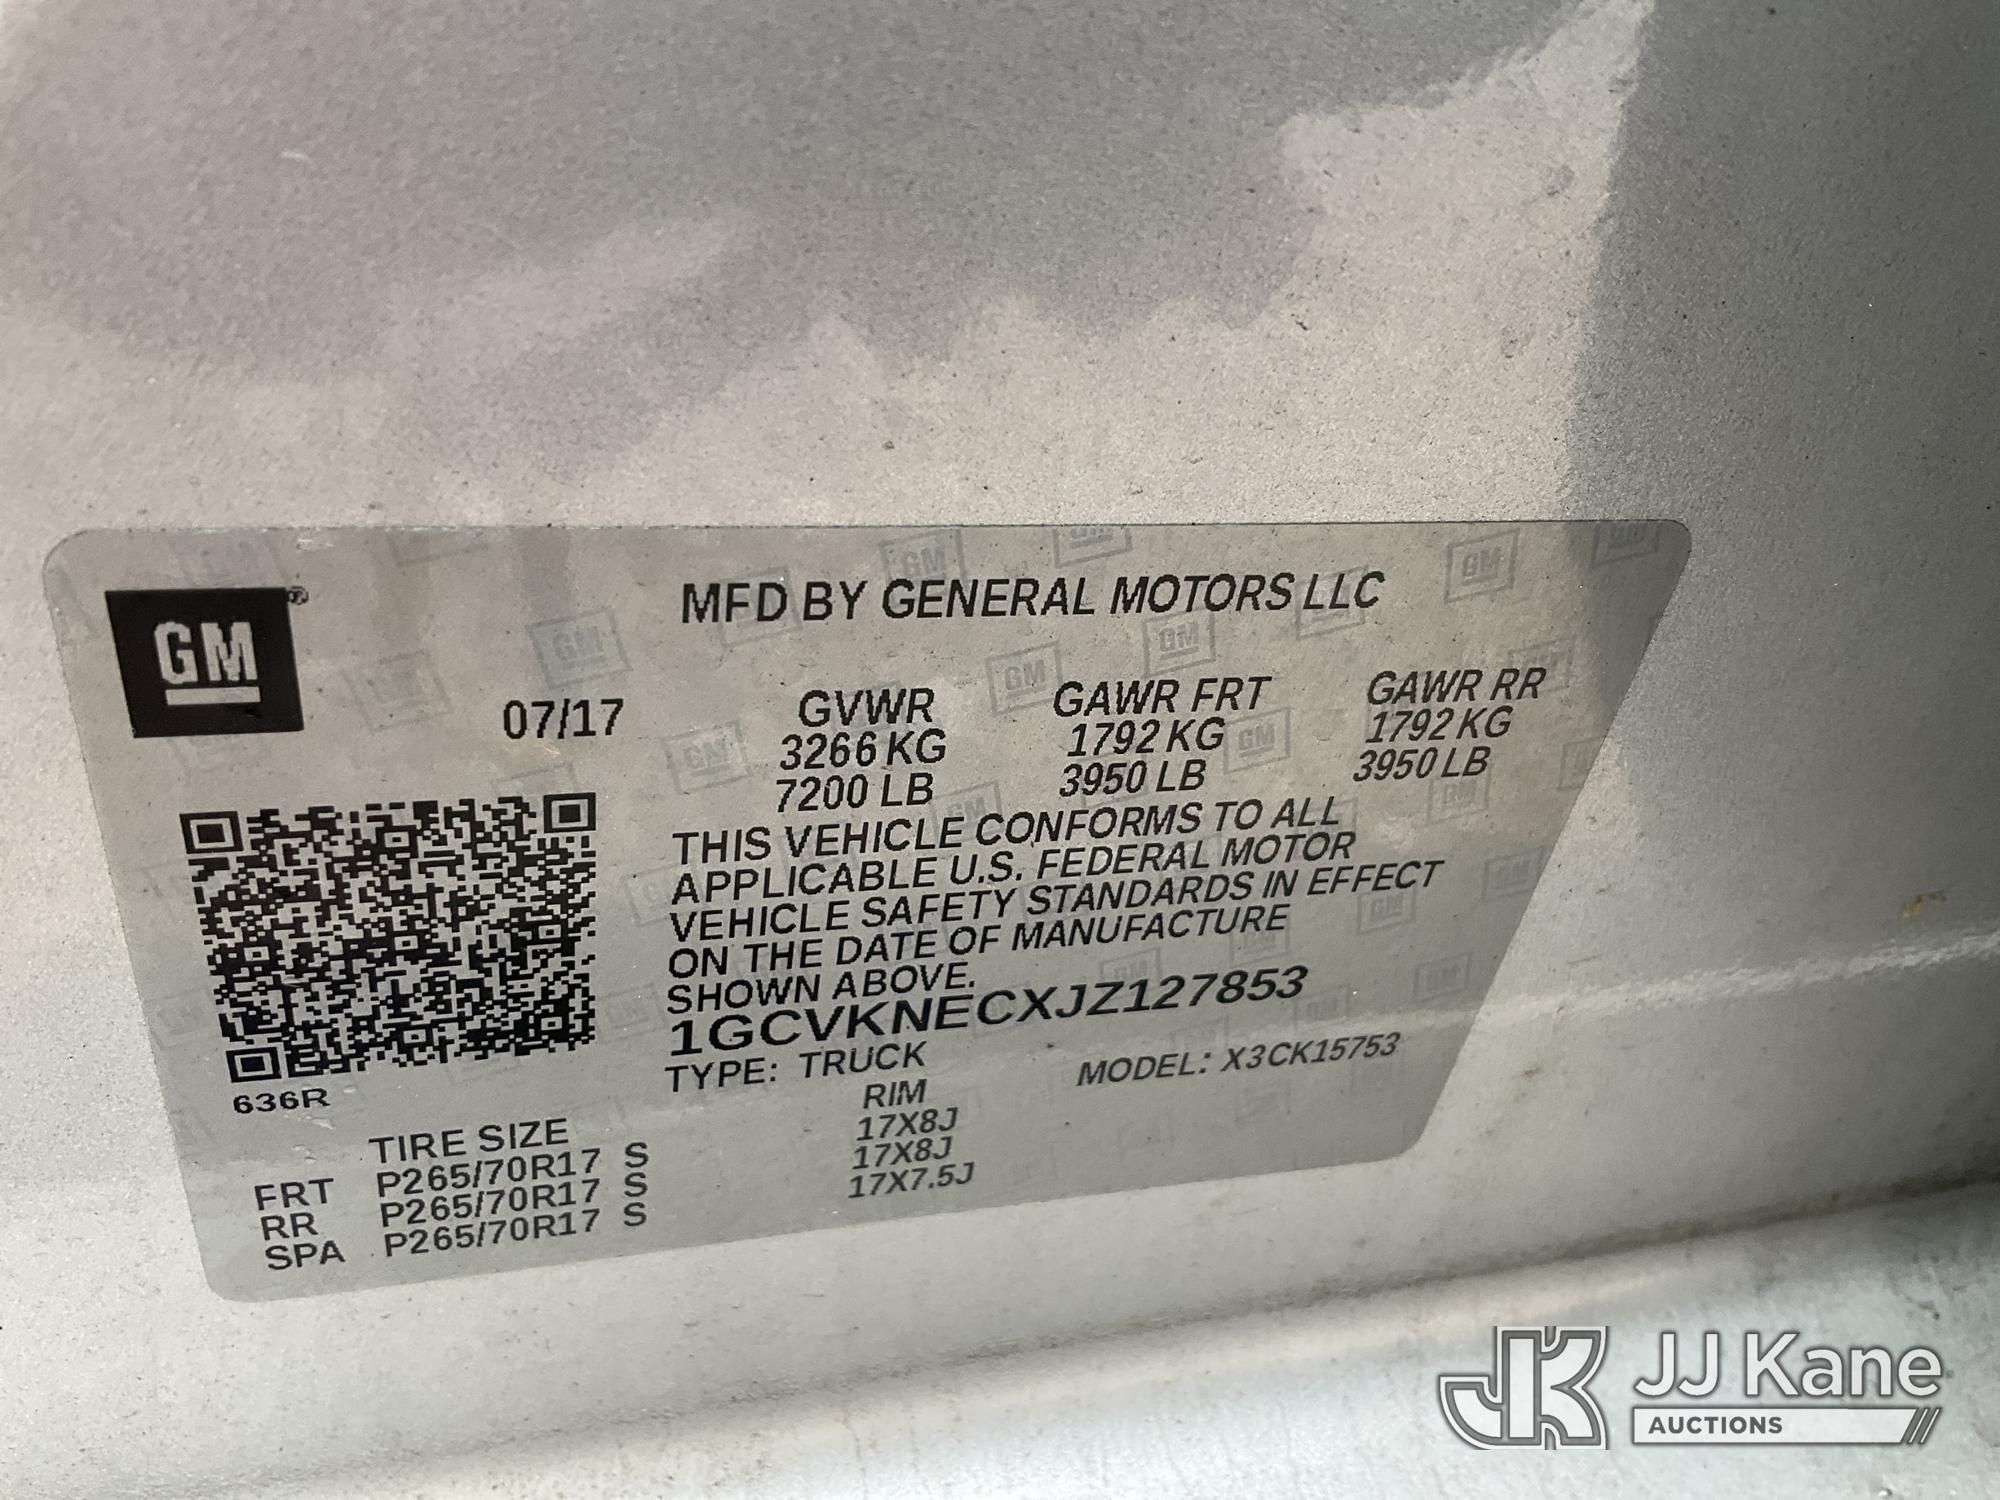 GM®
MFD BY GENERAL MOTORS LLC
07/17
GVWR GAWR FRT GAWR RR
3266 KG 1792 KG 1792 KG
7200 LB 3950 LB 3950 LB
THIS VEHICLE CONFORMS TO ALL
APPLICABLE U.S. FEDERAL MOTOR
VEHICLE SAFETY STANDARDS IN EFFECT
ON THE DATE OF MANUFACTURE
SHOWN ABOVE.
1GCVKNECXJZ127853
TYPE: TRUCK MODEL: X3CK15753
636R
TIRE SIZE RIM
FRT P265/70R17 S 17X8J
RR P265/70R17 S 17X8J
SPA P265/70R17 S 17X7.5J
JK JJ Kane
AUCTIONS